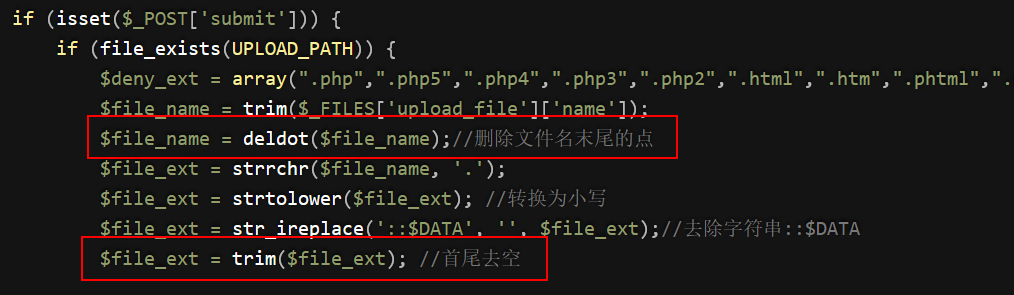 if (isset($_POST['submit'])) {
if (file_exists(UPLOAD_PATH)) {
$deny_ext = array(".php",".php5",".php4",".php3",".php2",".html",".htm",".phtml",".
$file_name = trim($_FILES['upload_file']['name']);
$file_name = deldot($file_name);//删除文件名末尾的点
$file_ext = strrchr($file_name, '.');
$file_ext = strtolower($file_ext); //转换为小写
$file_ext = str_ireplace('::$DATA', '', $file_ext);//去除字符串::$DATA
$file_ext = trim($file_ext); //首尾去空